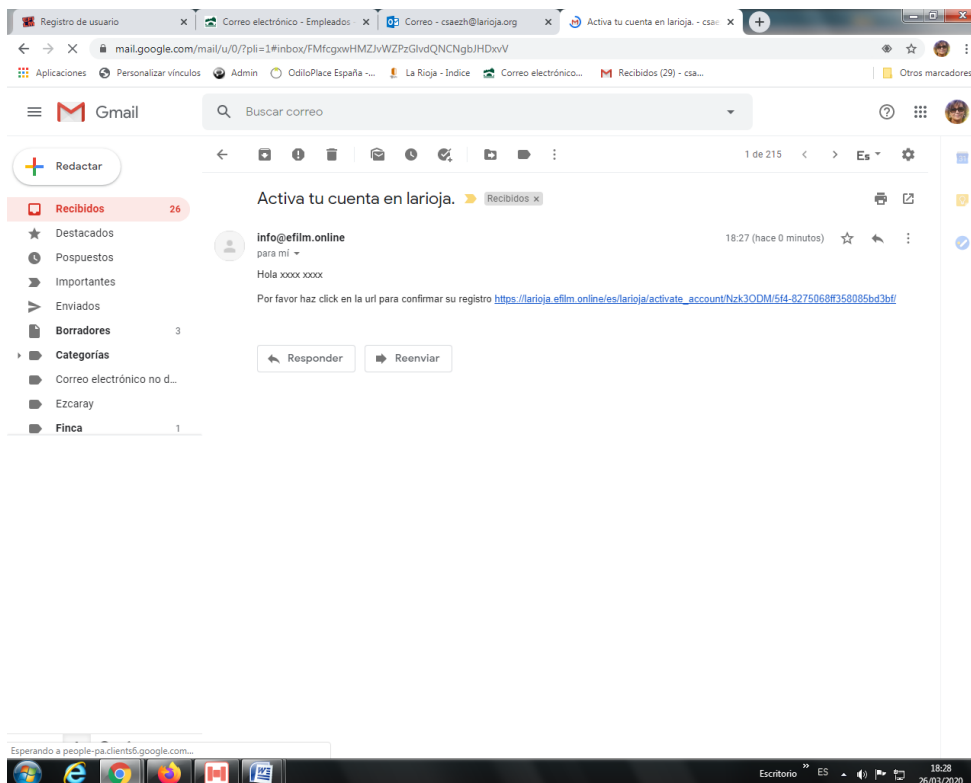 Registro de usuario
Correo electrónico - Empleados -
Correo - csaezh@larioja.org
Activa tu cuenta en larioja. - csae
mail.google.com/mail/u/0/?pli=1#inbox/FMfcgxwHMZJvWZPzGlvdQNCNgbJHDxvV
Aplicaciones Personalizar vínculos Admin OdiloPlace España -... La Rioja - Indice Correo electrónico... Recibidos (29) - csa... Otros marcadores
Gmail
Buscar correo
Redactar
1 de 215
Es
Recibidos 26
Destacados
Pospuestos
Importantes
Enviados
Borradores 3
Categorías
Correo electrónico no d...
Ezcaray
Finca 1
Activa tu cuenta en larioja.
Recibidos x
info@efilm.online
18:27 (hace 0 minutos)
para mí
Hola xxxx xxxx
Por favor haz click en la url para confirmar su registro https://larioja.efilm.online/es/larioja/activate_account/Nzk3ODM/5f4-8275068ff358085bd3bf/
Responder
Reenviar
Esperando a people-pa.clients6.google.com...
Escritorio
ES
18:28
26/03/2020